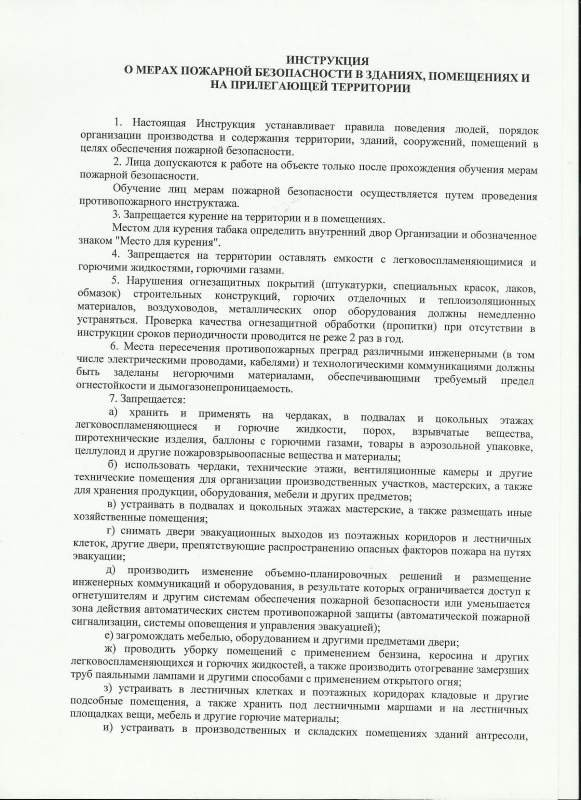 ИНСТРУКЦИЯ
О МЕРАХ ПОЖАРНОЙ БЕЗОПАСНОСТИ В ЗДАНИЯХ, ПОМЕЩЕНИЯХ И
НА ПРИЛЕГАЮЩЕЙ ТЕРРИТОРИИ
1. Настоящая Инструкция устанавливает правила поведения людей, порядок
организации производства и содержания территории, зданий, сооружений, помещений в
целях обеспечения пожарной безопасности.
2. Лица допускаются к работе на объекте только после прохождения обучения мерам
пожарной безопасности.
Обучение лиц мерам пожарной безопасности осуществляется путем проведения
противопожарного инструктажа.
3. Запрещается курение на территории и в помещениях.
Местом для курения табака определить внутренний двор Организации и обозначенное
знаком "Место для курения".
4. Запрещается на территории оставлять емкости с легковоспламеняющимися и
горючими жидкостями, горючими газами.
5. Нарушения огнезащитных покрытий (штукатурки, специальных красок, лаков,
обмазок) строительных конструкций, горючих отделочных и теплоизоляционных
материалов, воздуховодов, металлических опор оборудования должны немедленно
устраняться. Проверка качества огнезащитной обработки (пропитки) при отсутствии в
инструкции сроков периодичности проводится не реже 2 раз в год.
6. Места пересечения противопожарных преград различными инженерными (в том
числе электрическими проводами, кабелями) и технологическими коммуникациями должны
быть заделаны негорючими материалами, обеспечивающими требуемый предел
огнестойкости и дымогазонепроницаемость.
7. Запрещается:
а) хранить и применять на чердаках, в подвалах и цокольных этажах
легковоспламеняющиеся и горючие жидкости, порох, взрывчатые вещества,
пиротехнические изделия, баллоны с горючими газами, товары в аэрозольной упаковке,
целлулоид и другие пожаровзрывоопасные вещества и материалы;
б) использовать чердаки, технические этажи, вентиляционные камеры и другие
технические помещения для организации производственных участков, мастерских, а также
для хранения продукции, оборудования, мебели и других предметов;
в) устраивать в подвалах и цокольных этажах мастерские, а также размещать иные
хозяйственные помещения;
г) снимать двери эвакуационных выходов из поэтажных коридоров и лестничных
клеток, другие двери, препятствующие распространению опасных факторов пожара на путях
эвакуации;
д) производить изменение объемно-планировочных решений и размещение
инженерных коммуникаций и оборудования, в результате которых ограничивается доступ к
огнетушителям и другим системам обеспечения пожарной безопасности или уменьшается
зона действия автоматических систем противопожарной защиты (автоматической пожарной
сигнализации, системы оповещения и управления эвакуацией);
е) загромождать мебелью, оборудованием и другими предметами двери;
ж) проводить уборку помещений с применением бензина, керосина и других
легковоспламеняющихся и горючих жидкостей, а также производить отогревание замерзших
труб паяльными лампами и другими способами с применением открытого огня;
з) устраивать в лестничных клетках и поэтажных коридорах кладовые и другие
подсобные помещения, а также хранить под лестничными маршами и на лестничных
площадках вещи, мебель и другие горючие материалы;
и) устраивать в производственных и складских помещениях зданий антресоли,